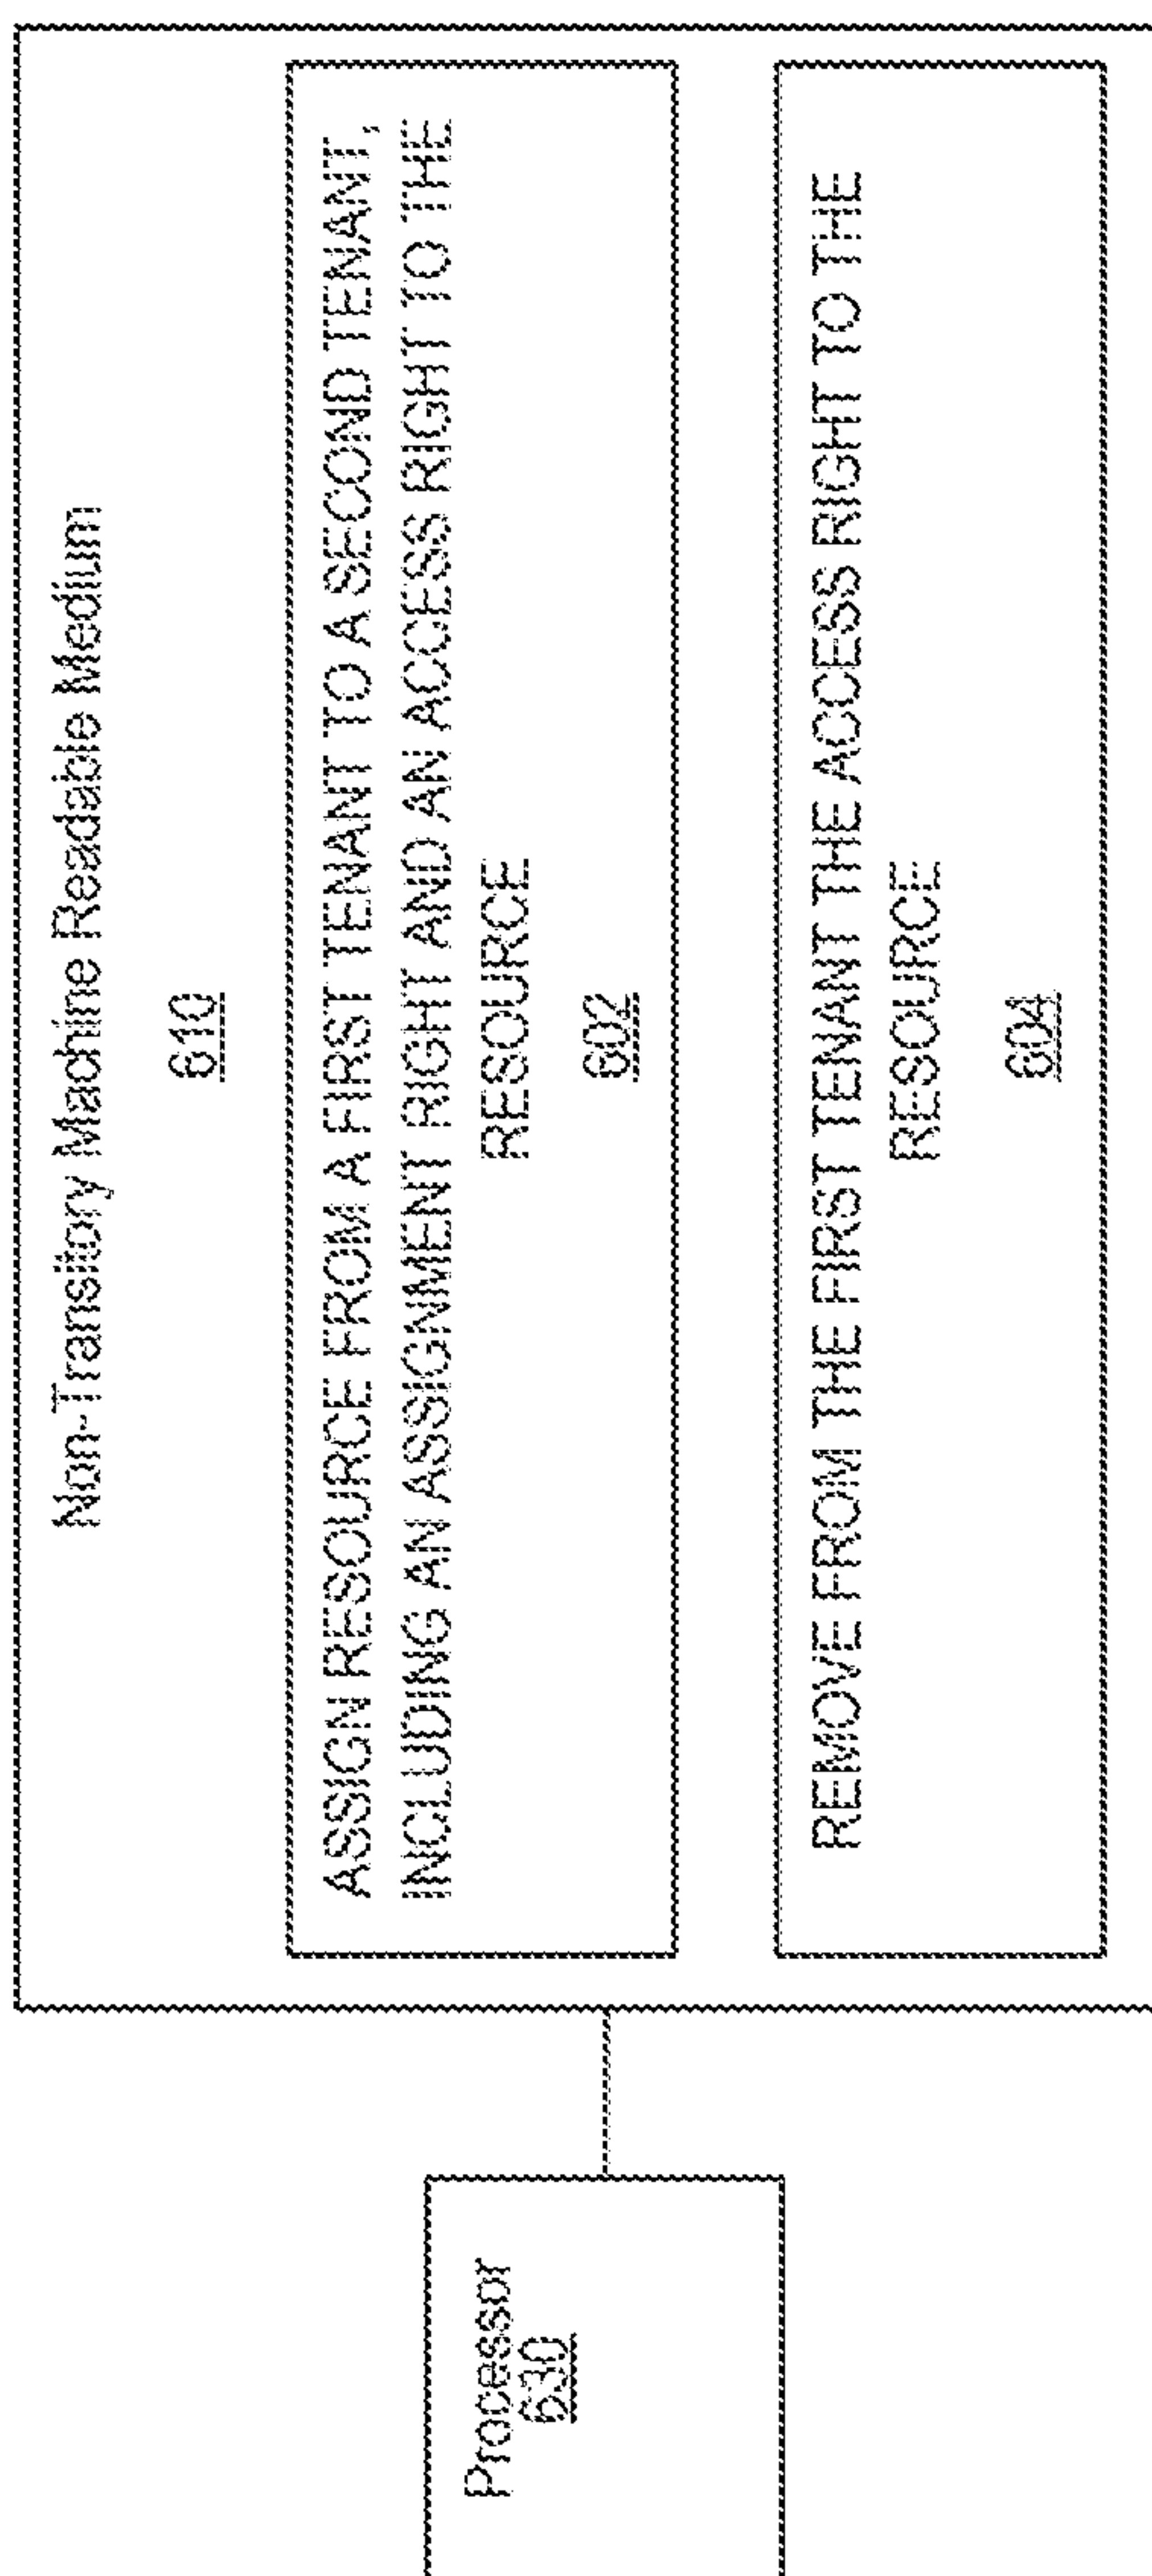 Non-Transitory Machine Readable Medium
610
ASSIGN RESOURCE FROM A FIRST TENANT TO A SECOND TENANT,
INCLUDING AN ASSIGNMENT RIGHT AND AN ACCESS RIGHT TO THE
RESOURCE
602
REMOVE FROM THE FIRST TENANT THE ACCESS RIGHT TO THE
RESOURCE
604
Processor
630